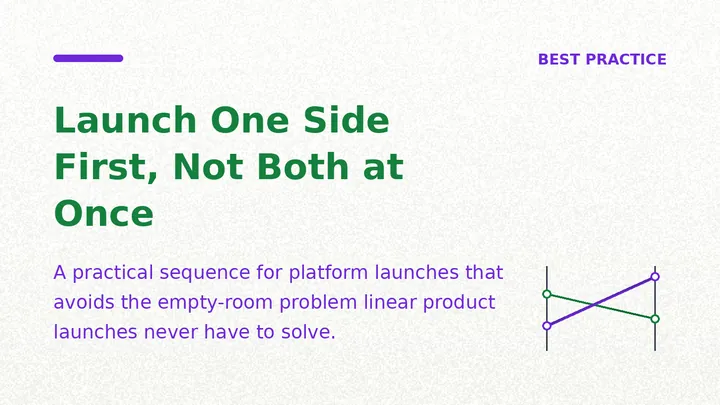 BEST PRACTICE
Launch One Side
First, Not Both at
Once
A practical sequence for platform launches that
avoids the empty-room problem linear product
launches never have to solve.